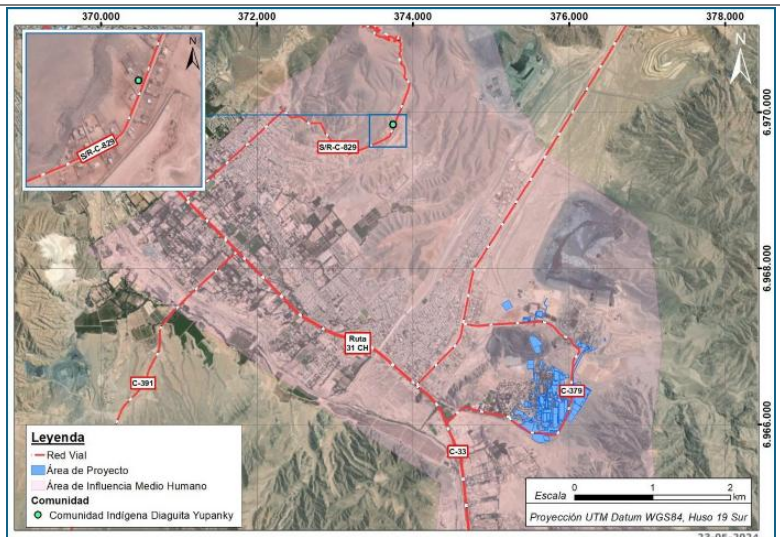 370.000 372.000 374.000 376.000 378.000
N
N
S/R-C-829
S/R-C-829
6.970.000
6.968.000
Ruta
31 CH
C-391
C-379
6.966.000
C-33
Leyenda
Red Vial
Área de Proyecto
Área de Influencia Medio Humano
Comunidad
Comunidad Indígena Diaguita Yupanky
Escala 0 1 2
km
Proyección UTM Datum WGS84, Huso 19 Sur